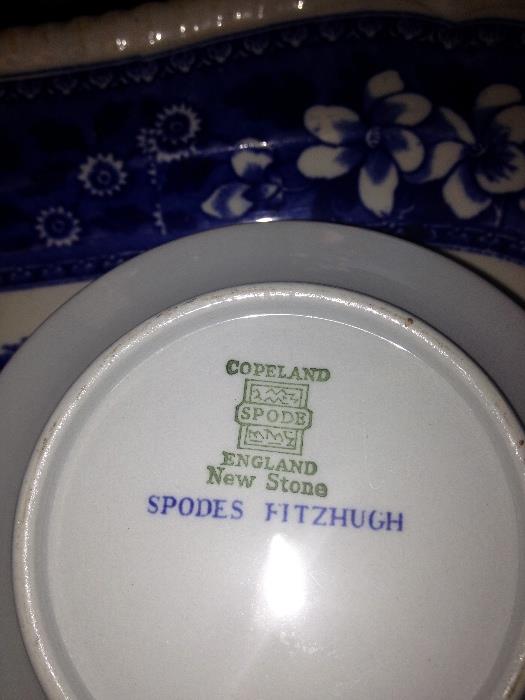 COPELAND
SPODE
ENGLAND
New Stone
SPODES FITZHUGH